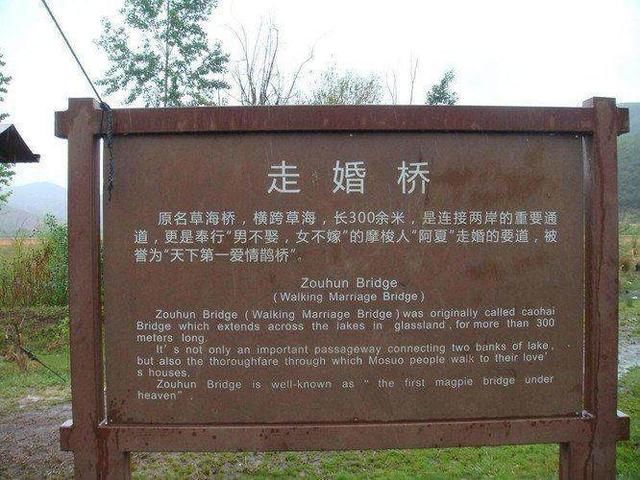 走婚桥
原名草海桥，横跨草海，长300余米，是连接两岸的重要通
道，更是奉行"男不娶，女不嫁"的摩梭人"阿夏"走婚的要道，被
誉为"天下第一爱情鹊桥"。
Zouhun Bridge
(Walking Marriage Bridge)
Zouhun Bridge (Walking Marriage Bridge) was originally called caohai
Bridge which extends across the lakes in glassland, for more than 300
meters long.
It's not only an important passageway connecting two banks of lake,
but also the thoroughfare through which Mosuo people walk to their love'
s houses.
Zouhun Bridge is well-known as " the first magpie bridge under
heaven" .